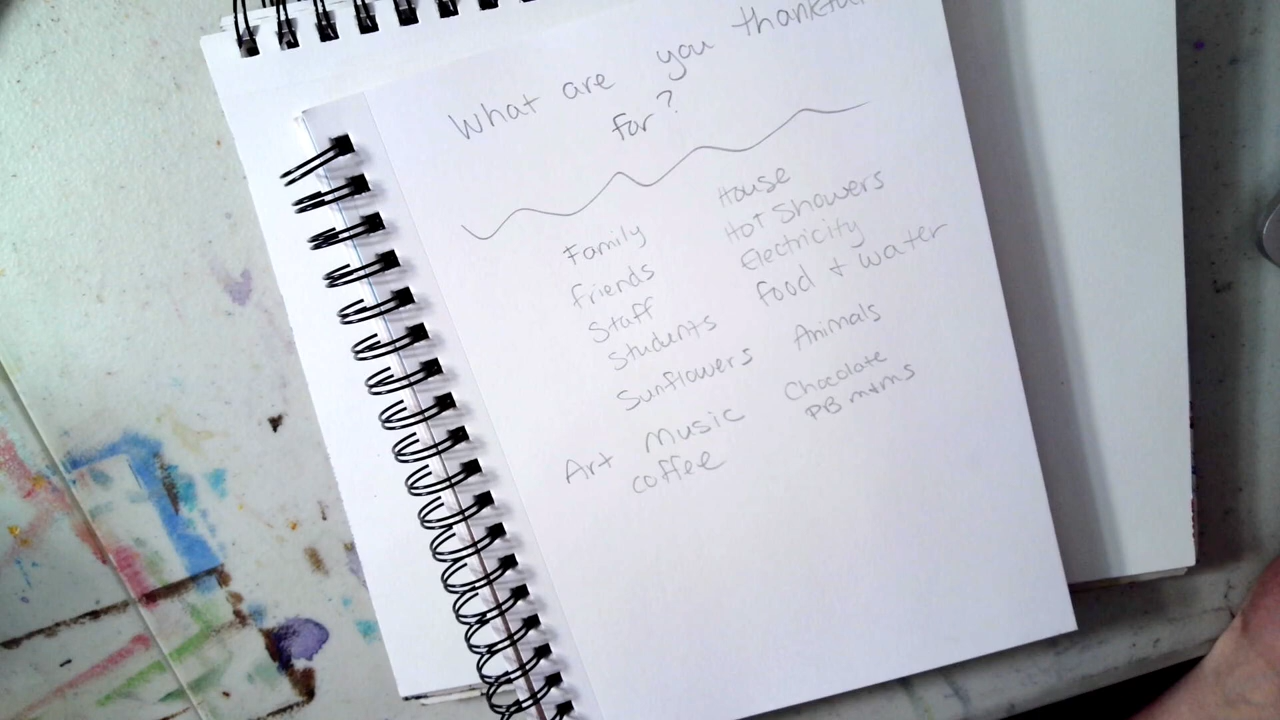 What are you thankful
for?
Family
friends
Staff
Students
Sunflowers
Art music
coffee
House
Hot Showers
Electricity
food + water
Animals
Chocolate
PB m+ms